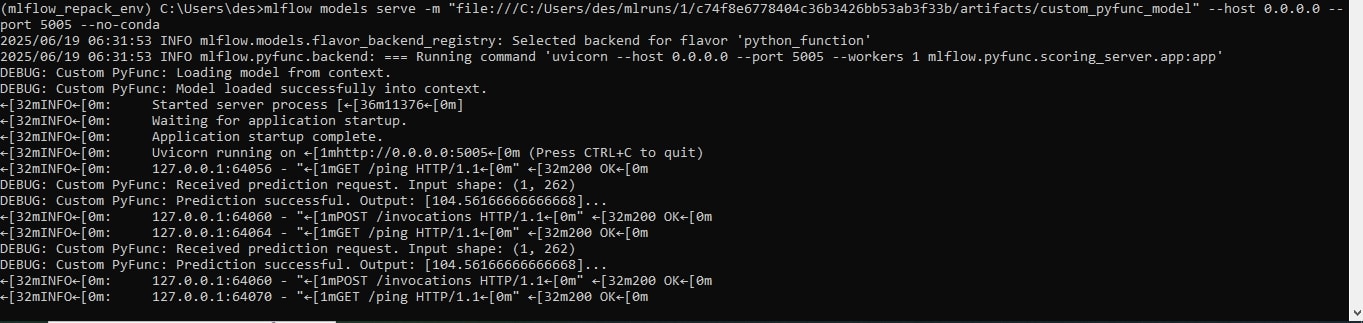 (mlflow_repack_env) C:\Users\des>mlflow models serve -m "file:///C:/Users/des/mlruns/1/c74f8e6778404c36b3426bb53ab3f33b/artifacts/custom_pyfunc_model" --host 0.0.0.0 --
port 5005 --no-conda
2025/06/19 06:31:53 INFO mlflow.models.flavor_backend_registry: Selected backend for flavor 'python_function'
2025/06/19 06:31:53 INFO mlflow.pyfunc.backend: === Running command 'uvicorn --host 0.0.0.0 --port 5005 --workers 1 mlflow.pyfunc.scoring_server.app:app'
DEBUG: Custom PyFunc: Loading model from context.
DEBUG: Custom PyFunc: Model loaded successfully into context.
←[32mINFO←[0m:     Started server process [←[36m11376←[0m]
←[32mINFO←[0m:     Waiting for application startup.
←[32mINFO←[0m:     Application startup complete.
←[32mINFO←[0m:     Uvicorn running on ←[1mhttp://0.0.0.0:5005←[0m (Press CTRL+C to quit)
←[32mINFO←[0m:     127.0.0.1:64056 - "←[1mGET /ping HTTP/1.1←[0m" ←[32m200 OK←[0m
DEBUG: Custom PyFunc: Received prediction request. Input shape: (1, 262)
DEBUG: Custom PyFunc: Prediction successful. Output: [104.56166666666668]...
←[32mINFO←[0m:     127.0.0.1:64060 - "←[1mPOST /invocations HTTP/1.1←[0m" ←[32m200 OK←[0m
←[32mINFO←[0m:     127.0.0.1:64064 - "←[1mGET /ping HTTP/1.1←[0m" ←[32m200 OK←[0m
DEBUG: Custom PyFunc: Received prediction request. Input shape: (1, 262)
DEBUG: Custom PyFunc: Prediction successful. Output: [104.56166666666668]...
←[32mINFO←[0m:     127.0.0.1:64060 - "←[1mPOST /invocations HTTP/1.1←[0m" ←[32m200 OK←[0m
←[32mINFO←[0m:     127.0.0.1:64070 - "←[1mGET /ping HTTP/1.1←[0m" ←[32m200 OK←[0m